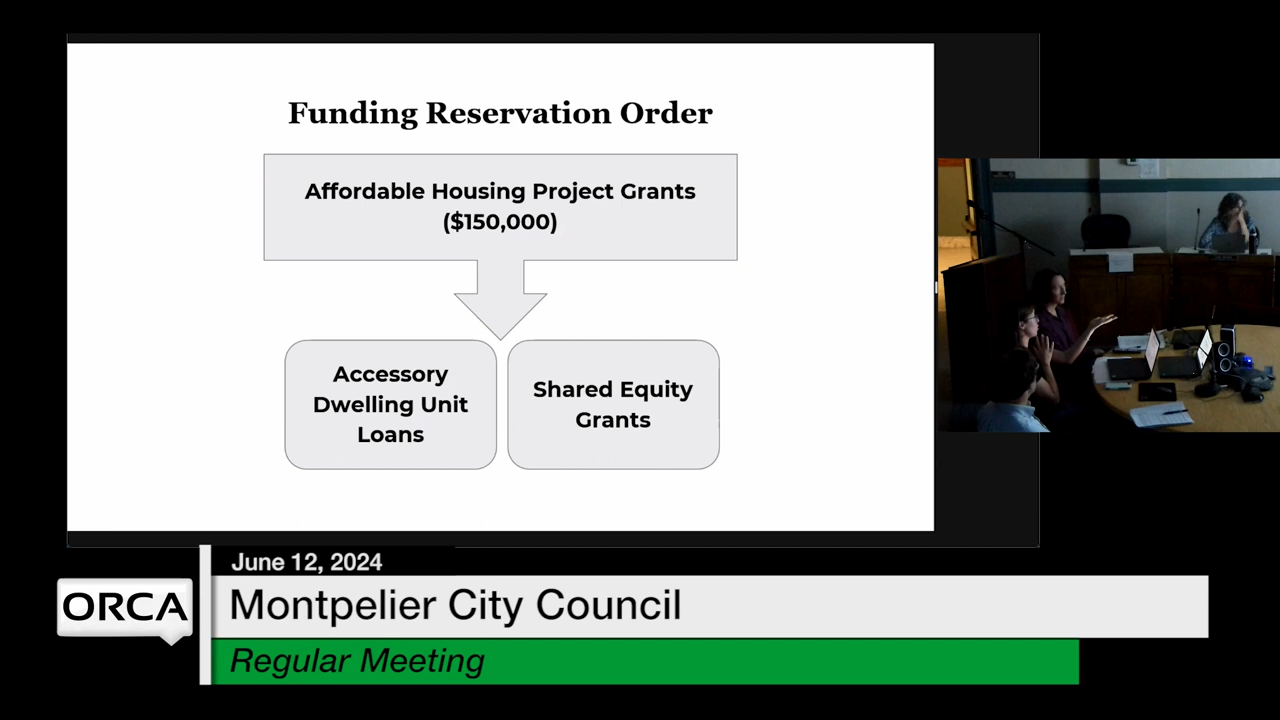 Funding Reservation Order
Affordable Housing Project Grants
($150,000)
Accessory
Dwelling Unit
Loans
Shared Equity
Grants
June 12, 2024
ORCA
Montpelier City Council
Regular Meeting